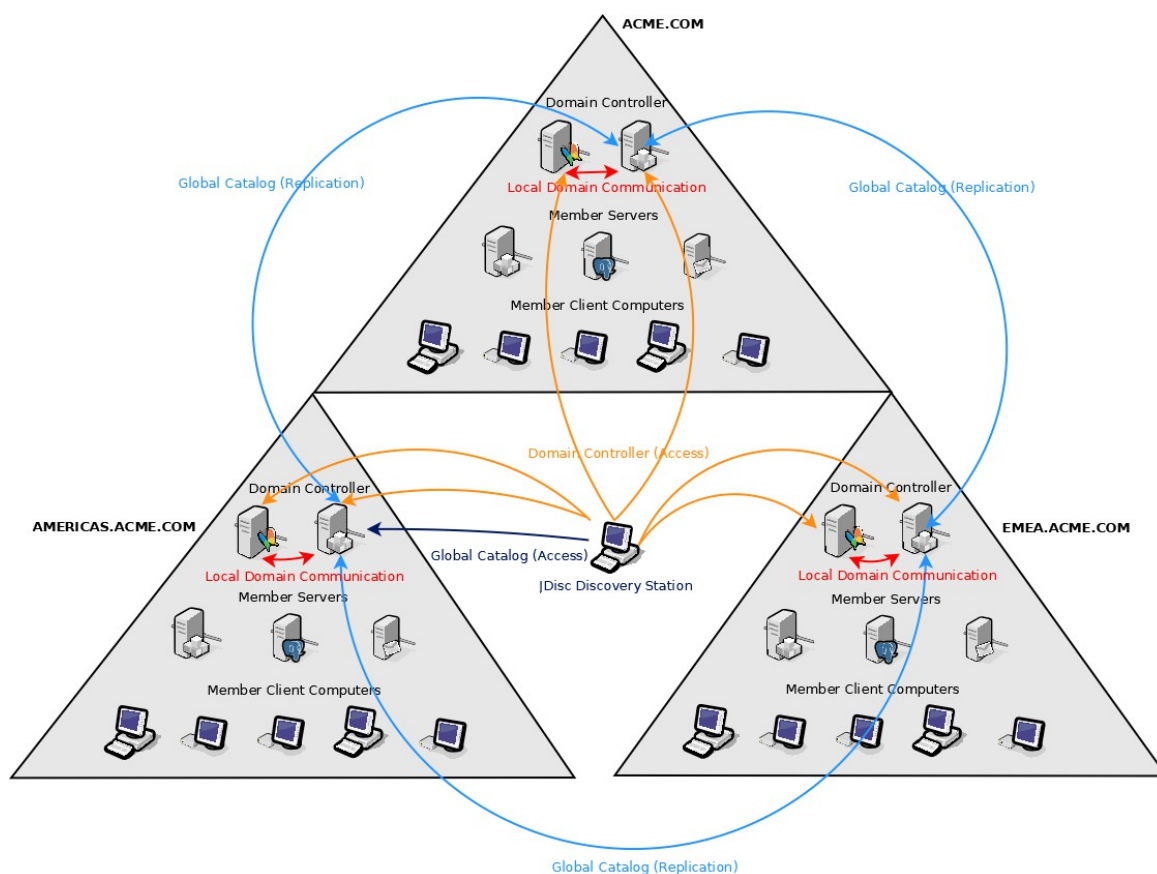 ACME.COM
Domain Controller
Global Catalog (Replication)
Local Domain Communication
Global Catalog (Replication)
Member Servers
Member Client Computers
Domain Controller (Access)
Domain Controller
Domain Controller
AMERICAS.ACME.COM
EMEA.ACME.COM
Global Catalog (Access)
Local Domain Communication
JDisc Discovery Station
Local Domain Communication
Member Servers
Member Servers
Member Client Computers
Member Client Computers
Global Catalog (Replication)